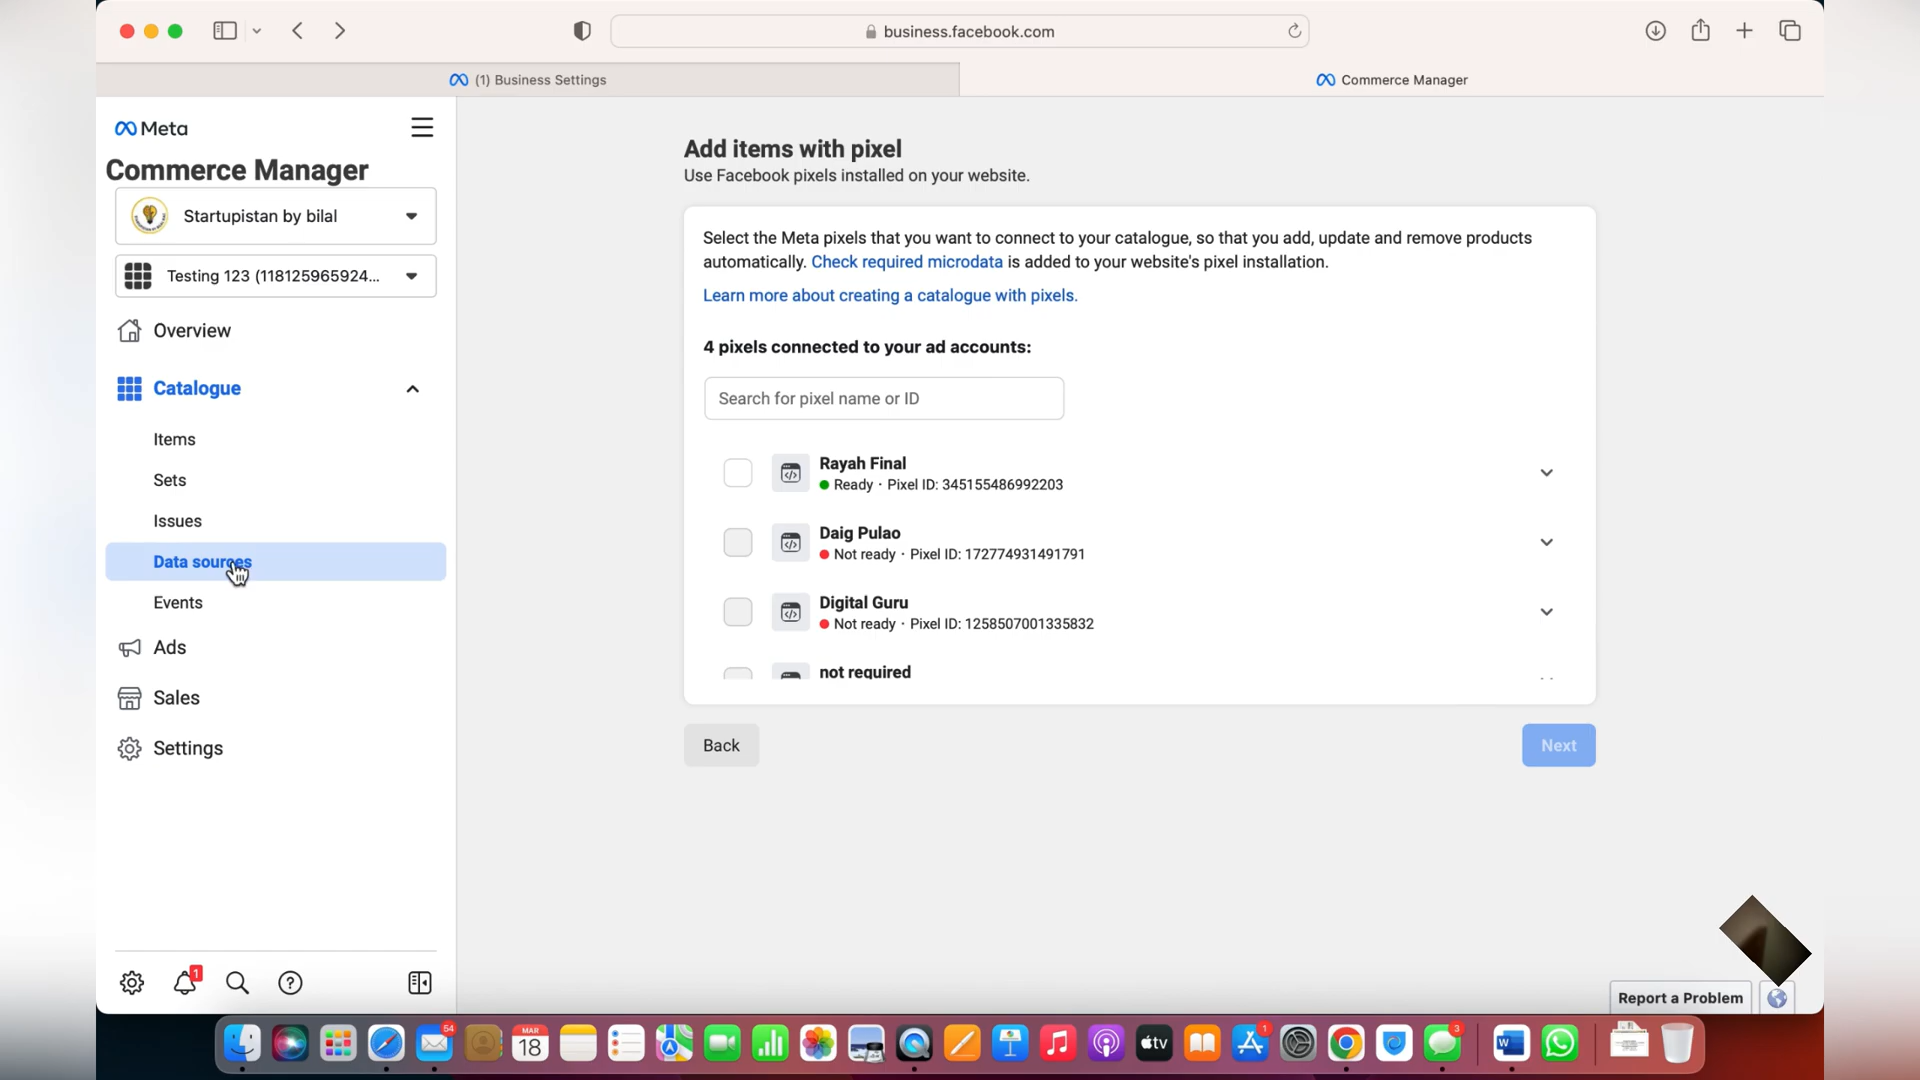 business.facebook.com
(1) Business Settings
Commerce Manager
Meta
Commerce Manager
Startupistan by bilal
Testing 123 (118125965924...
Overview
Catalogue
Items
Sets
Issues
Data sources
Events
Ads
Sales
Settings
1
Add items with pixel
Use Facebook pixels installed on your website.
Select the Meta pixels that you want to connect to your catalogue, so that you add, update and remove products
automatically. Check required microdata is added to your website's pixel installation.
Learn more about creating a catalogue with pixels.
4 pixels connected to your ad accounts:
Search for pixel name or ID
Rayah Final
Ready · Pixel ID: 345155486992203
Daig Pulao
Not ready · Pixel ID: 172774931491791
Digital Guru
Not ready · Pixel ID: 1258507001335832
not required
Back
Next
Report a Problem
54
MAR
18
tv
1
3
W